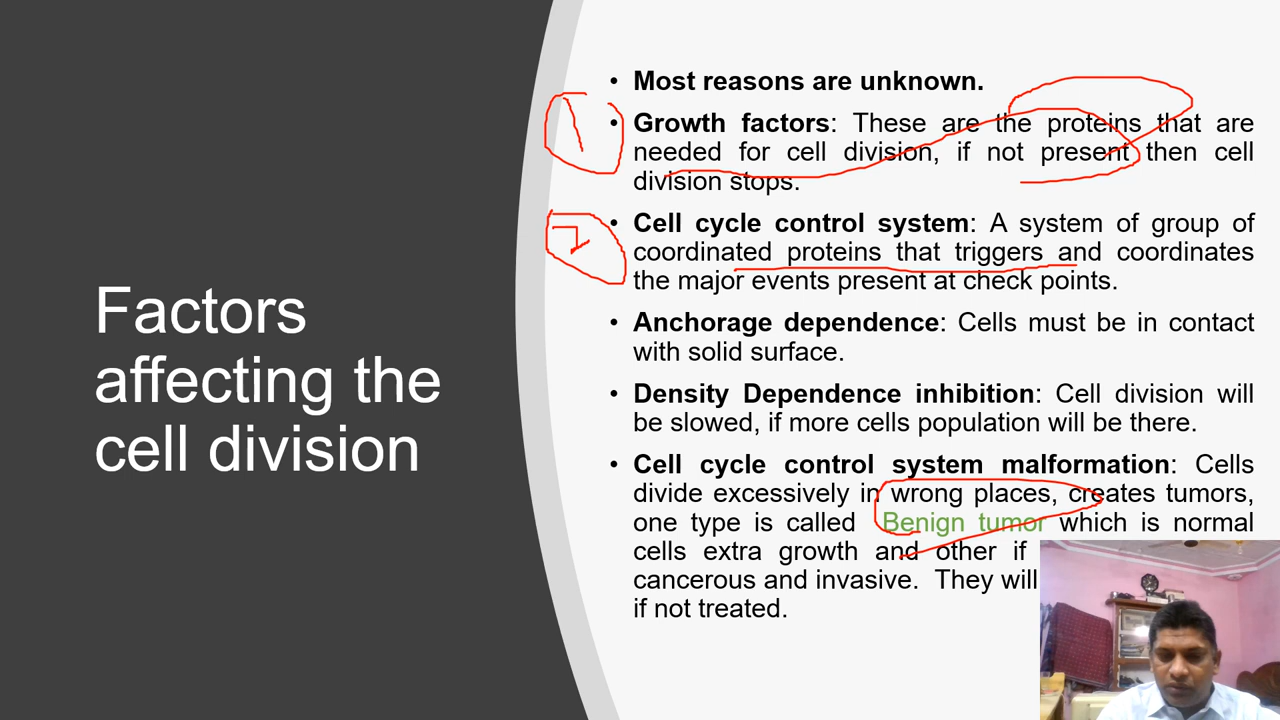 Factors
affecting the
cell division
• Most reasons are unknown.
1
• Growth factors: These are the proteins that are
needed for cell division, if not present then cell
division stops.
2
• Cell cycle control system: A system of group of
coordinated proteins that triggers and coordinates
the major events present at check points.
• Anchorage dependence: Cells must be in contact
with solid surface.
• Density Dependence inhibition: Cell division will
be slowed, if more cells population will be there.
• Cell cycle control system malformation: Cells
divide excessively in wrong places, creates tumors,
one type is called Benign tumor which is normal
cells extra growth and other if
cancerous and invasive. They will
if not treated.